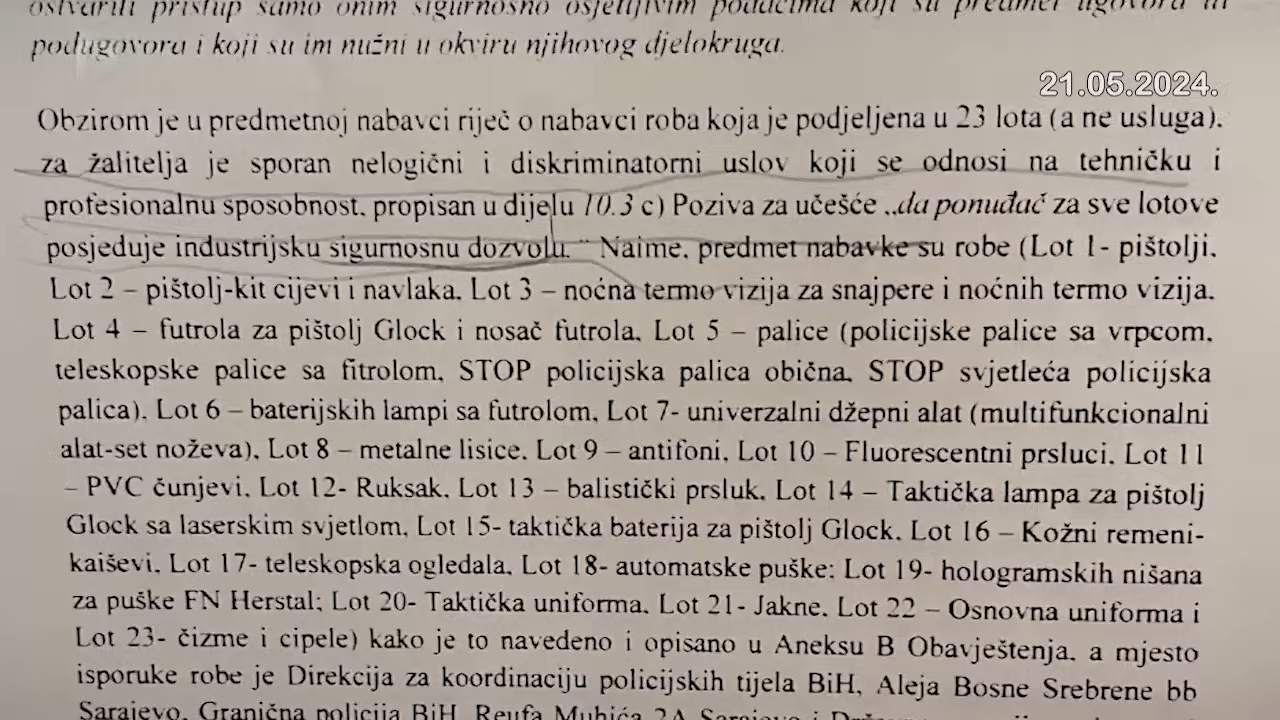 ostvariti pristup samo onim sigurnosno osjetljivim podacima koji su predmet ugovora ili
podugovora i koji su im nužni u okviru njihovog djelokruga.
21.05.2024.
Obzirom je u predmetnoj nabavci riječ o nabavci roba koja je podjeljena u 23 lota (a ne usluga),
za žalitelja je sporan nelogični i diskriminatorni uslov koji se odnosi na tehničku i
profesionalnu sposobnost, propisan u dijelu 10.3 c) Poziva za učešće „da ponuđač za sve lotove
posjeduje industrijsku sigurnosnu dozvolu.“ Naime, predmet nabavke su robe (Lot 1- pištolji,
Lot 2 – pištolj-kit cijevi i navlaka, Lot 3 – noćna termo vizija za snajpere i noćnih termo vizija,
Lot 4 – futrola za pištolj Glock i nosač futrola, Lot 5 – palice (policijske palice sa vrpcom,
teleskopske palice sa fitrolom, STOP policijska palica obična, STOP svjetleća policijska
palica), Lot 6 – baterijskih lampi sa futrolom, Lot 7- univerzalni džepni alat (multifunkcionalni
alat-set noževa), Lot 8 – metalne lisice, Lot 9 – antifoni, Lot 10 – Fluorescentni prsluci, Lot 11
– PVC čunjevi, Lot 12- Ruksak, Lot 13 – balistički prsluk, Lot 14 – Taktička lampa za pištolj
Glock sa laserskim svjetlom, Lot 15- taktička baterija za pištolj Glock, Lot 16 – Kožni remeni-
kaiševi, Lot 17- teleskopska ogledala, Lot 18- automatske puške; Lot 19- hologramskih nišana
za puške FN Herstal; Lot 20- Taktička uniforma, Lot 21- Jakne, Lot 22 – Osnovna uniforma i
Lot 23- čizme i cipele) kako je to navedeno i opisano u Aneksu B Obavještenja, a mjesto
isporuke robe je Direkcija za koordinaciju policijskih tijela BiH, Aleja Bosne Srebrene bb
Sarajevo, Granična policija BiH, Reufa Muhića 2A Sarajevo i